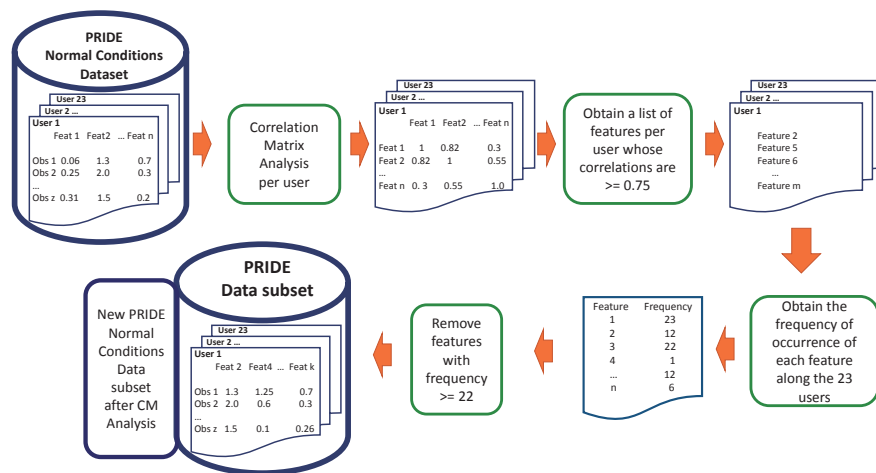 PRIDE
Normal Conditions
Dataset
User 23
User 2 ...
User 1
Feat 1 Feat2 ... Feat n
Obs 1 0.06 1.3 0.7
Obs 2 0.25 2.0 0.3
...
Obs z 0.31 1.5 0.2
Correlation
Matrix
Analysis
per user
User 23
User 2 ...
User 1
Feat 1 Feat2 ... Feat n
Feat 1 1 0.82 0.3
Feat 2 0.82 1 0.55
...
Feat n 0. 3 0.55 1.0
Obtain a list of
features per
user whose
correlations are
>= 0.75
User 23
User 2 ...
User 1
Feature 2
Feature 5
Feature 6
...
Feature m
Obtain the
frequency of
occurrence of
each feature
along the 23
users
Feature Frequency
1 23
2 12
3 22
4 1
... 12
n 6
Remove
features
with
frequency
>= 22
PRIDE
Data subset
User 23
User 2 ...
User 1
Feat 2 Feat4 ... Feat k
Obs 1 1.3 1.25 0.7
Obs 2 2.0 0.6 0.3
...
Obs z 1.5 0.1 0.26
New PRIDE
Normal
Conditions
Data
subset
after CM
Analysis